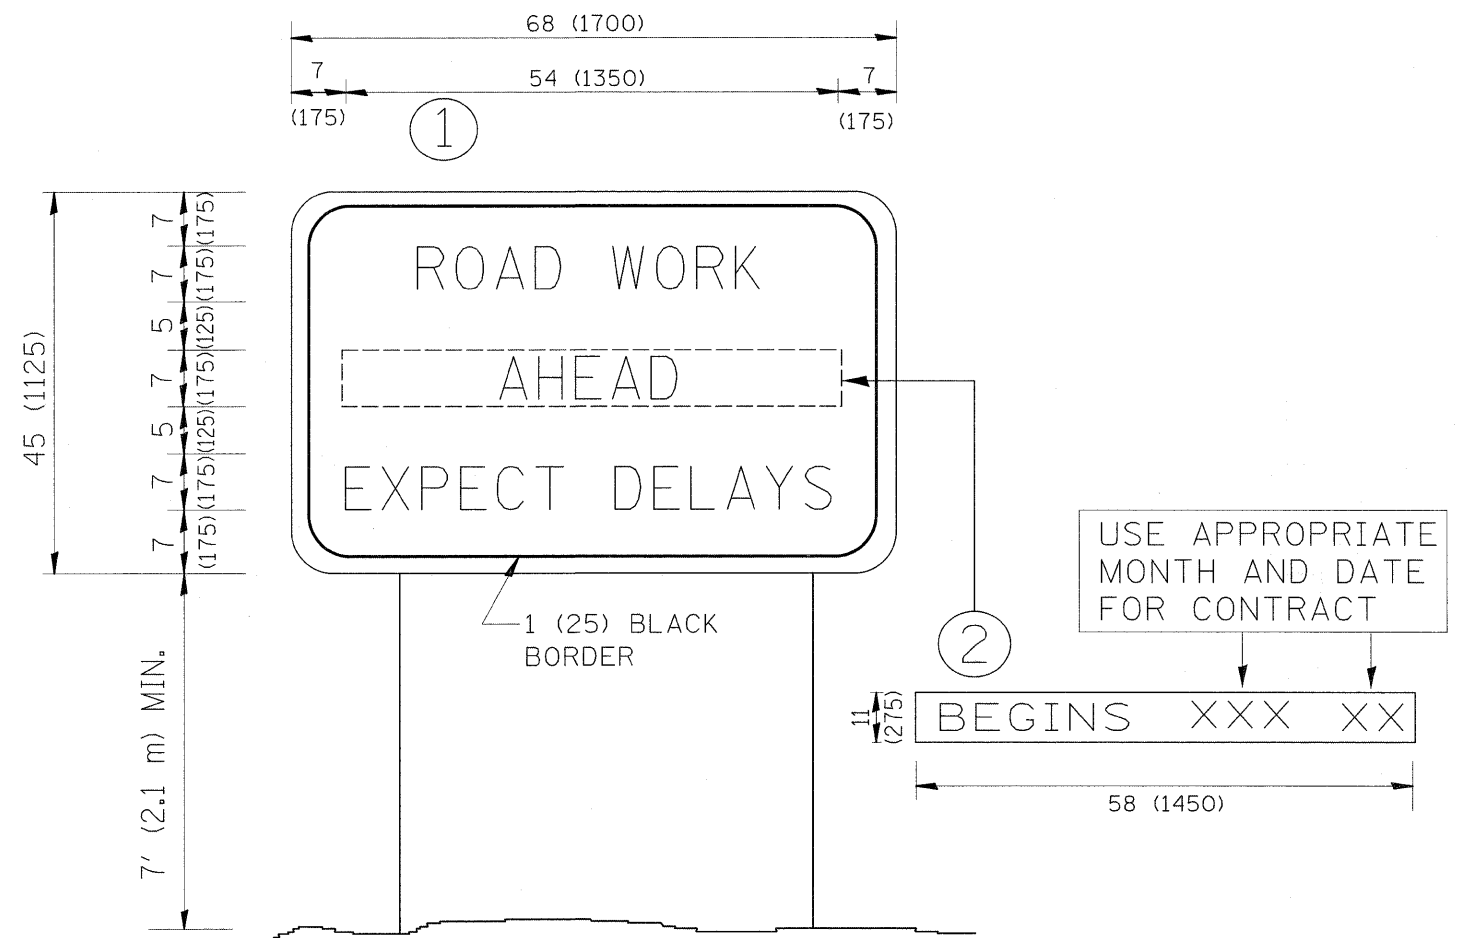 68 (1700)
7
54 (1350)
7
(175)
(175)
1
45 (1125)
7 (175)
7 (175)
5 (125)
7 (175)
5 (125)
7 (175)
7 (175)
7' (2.1 m) MIN.
ROAD WORK
AHEAD
EXPECT DELAYS
1 (25) BLACK
BORDER
2
USE APPROPRIATE
MONTH AND DATE
FOR CONTRACT
11
(275)
BEGINS XXX XX
58 (1450)